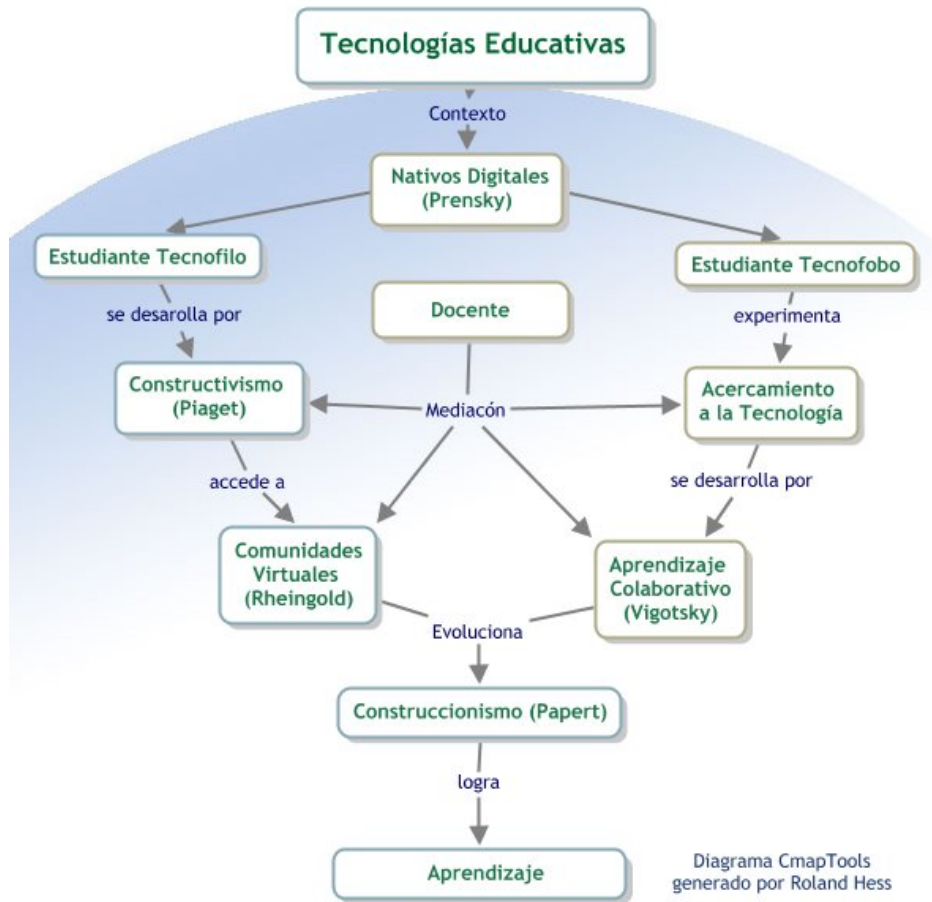 Tecnologías Educativas
Contexto
Nativos Digitales
(Prensky)
Estudiante Tecnofilo
Estudiante Tecnofobo
se desarolla por
Docente
experimenta
Constructivismo
(Piaget)
Mediacón
Acercamiento
a la Tecnología
accede a
se desarrolla por
Comunidades
Virtuales
(Rheingold)
Aprendizaje
Colaborativo
(Vigotsky)
Evoluciona
Construccionismo (Papert)
logra
Aprendizaje
Diagrama CmapTools
generado por Roland Hess